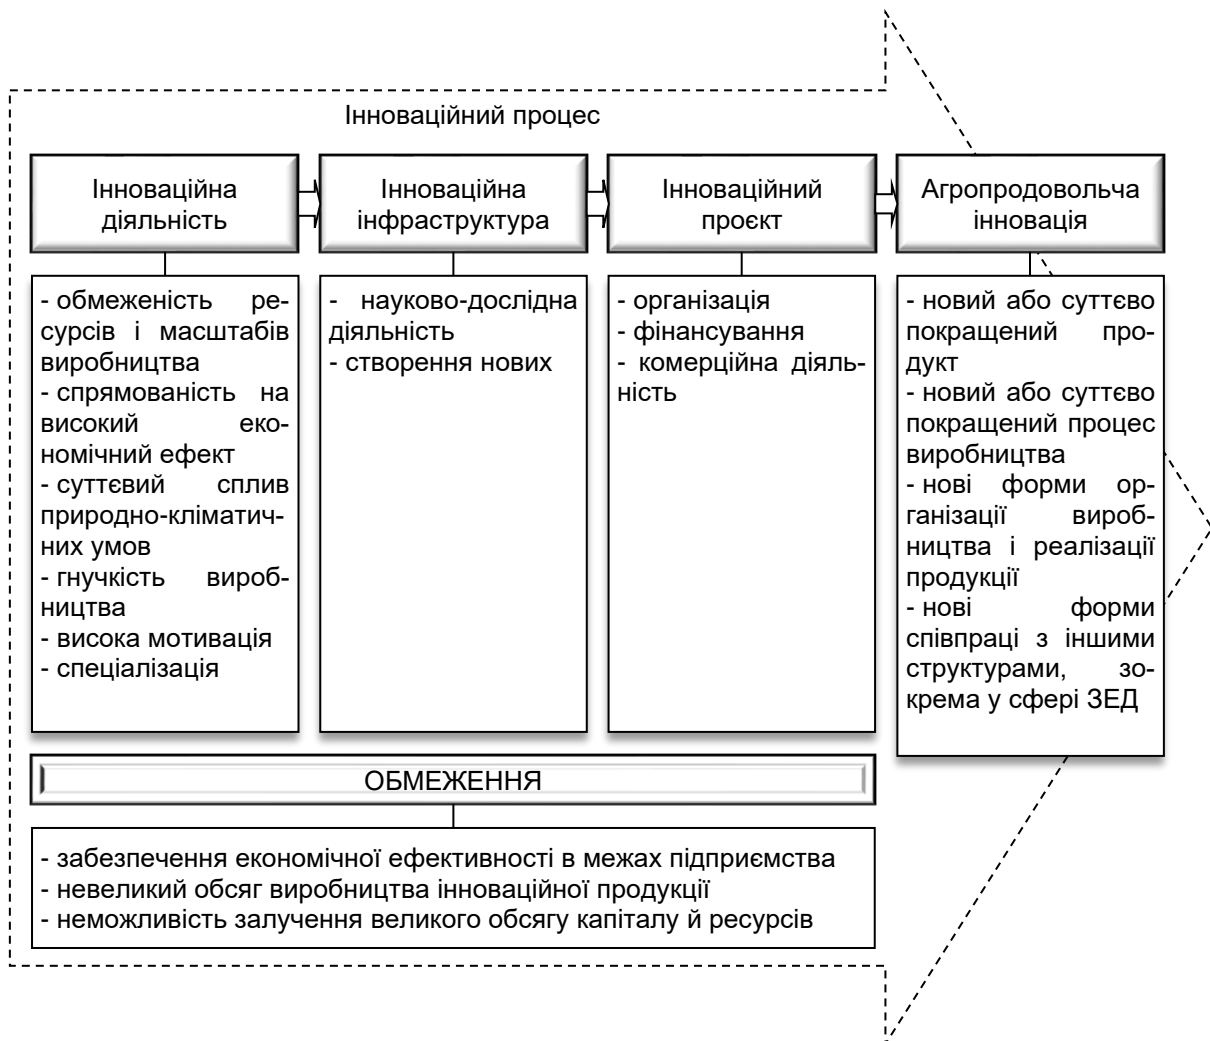 Інноваційний процес
Інноваційна
діяльність
Інноваційна
інфраструктура
Інноваційний
проєкт
Агропродовольча
інновація
- обмеженість ре-
сурсів і масштабів
виробництва
- спрямованість на
високий еко-
номічний ефект
- суттєвий сплив
природно-кліматич-
них умов
- гнучкість вироб-
ництва
- висока мотивація
- спеціалізація
- науково-дослідна
діяльність
- створення нових
- організація
- фінансування
- комерційна діяль-
ність
- новий або суттєво
покращений про-
дукт
- новий або суттєво
покращений процес
виробництва
- нові форми ор-
ганізації вироб-
ництва і реалізації
продукції
- нові форми
співпраці з іншими
структурами, зо-
крема у сфері ЗЕД
ОБМЕЖЕННЯ
- забезпечення економічної ефективності в межах підприємства
- невеликий обсяг виробництва інноваційної продукції
- неможливість залучення великого обсягу капіталу й ресурсів